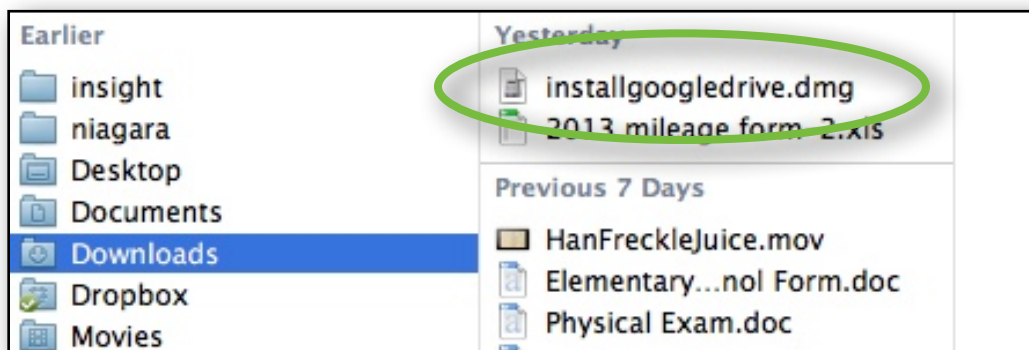 Earlier
insight
niagara
Desktop
Documents
Downloads
Dropbox
Movies
Yesterday
installgoogledrive.dmg
2013 mileage form-2.xls
Previous 7 Days
HanFreckleJuice.mov
Elementary...nol Form.doc
Physical Exam.doc